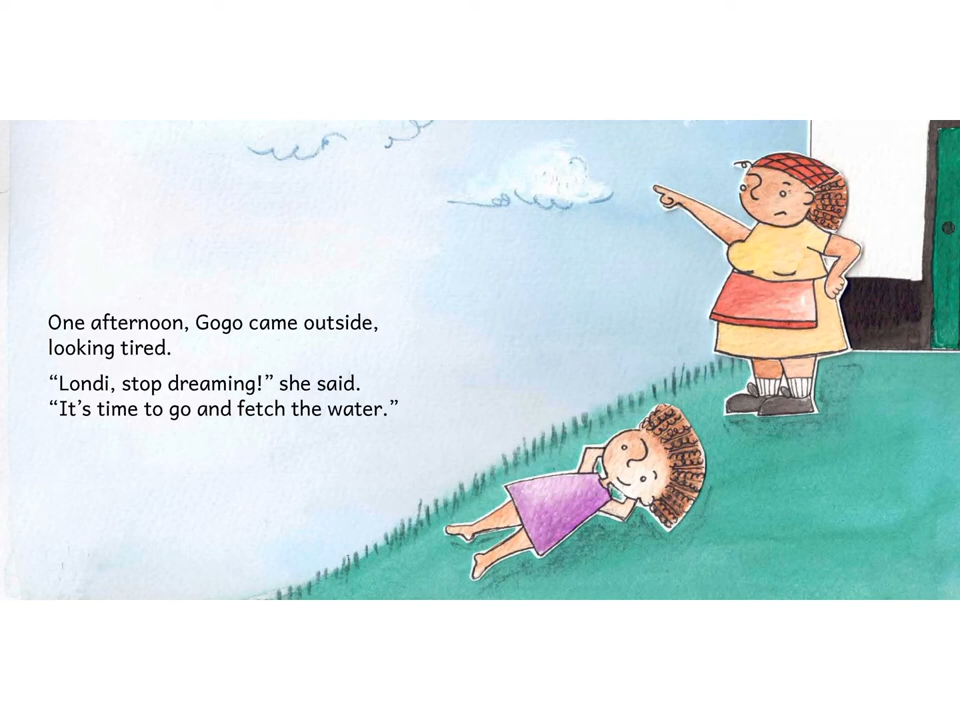 One afternoon, Gogo came outside,
looking tired.
“Londi, stop dreaming!” she said.
“It’s time to go and fetch the water.”